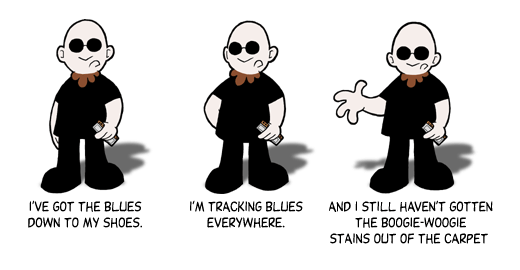 I'VE GOT THE BLUES
DOWN TO MY SHOES.
I'M TRACKING BLUES
EVERYWHERE.
AND I STILL HAVEN'T GOTTEN
THE BOOGIE-WOOGIE
STAINS OUT OF THE CARPET